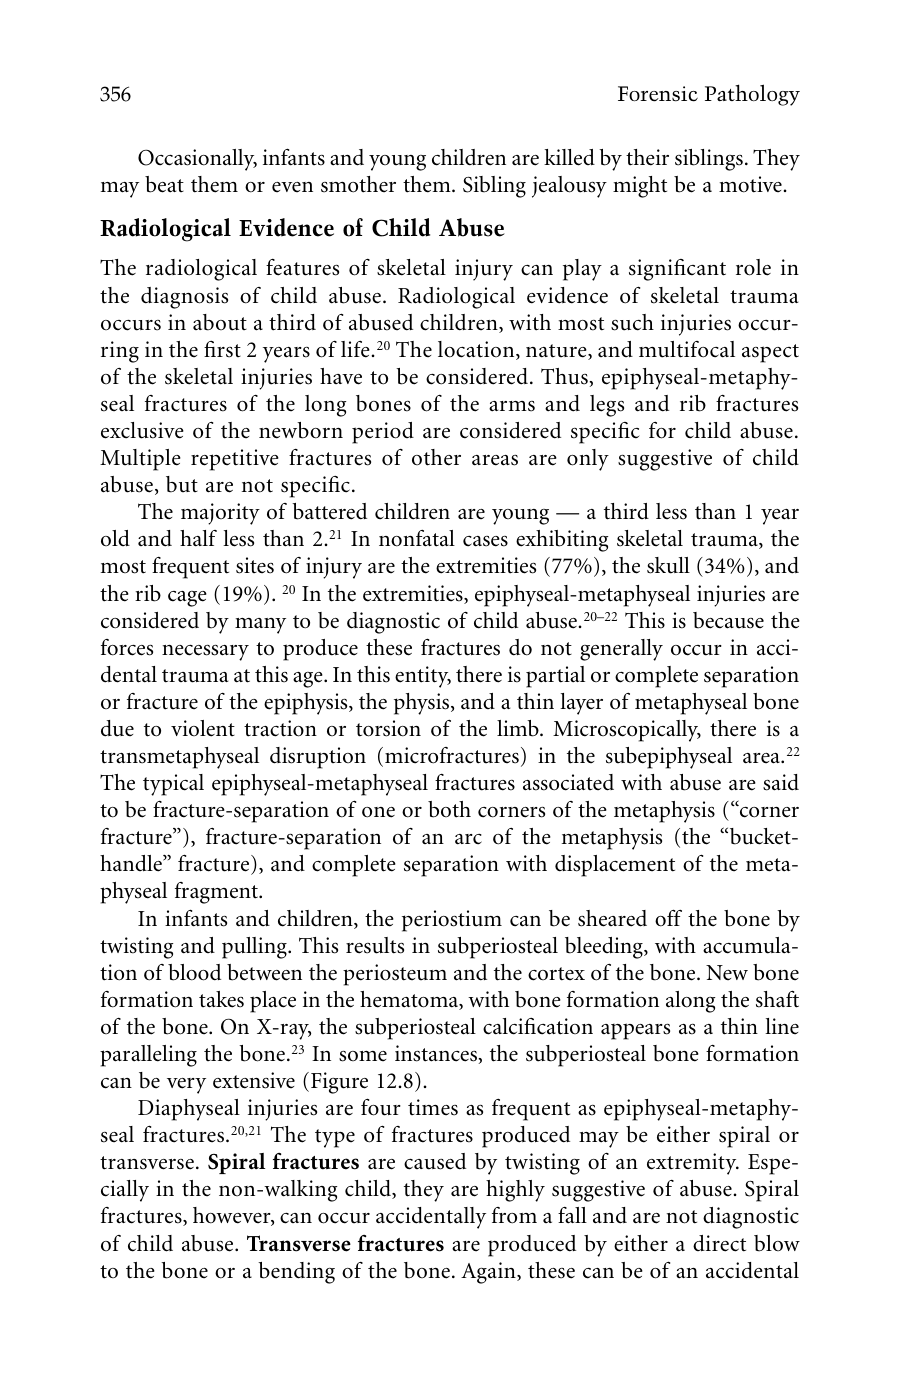 356 Forensic Pathology
Occasionally, infants and young children are killed by their siblings. They
may beat them or even smother them. Sibling jealousy might be a motive.
Radiological Evidence of Child Abuse
The radiological features of skeletal injury can play a significant role in
the diagnosis of child abuse. Radiological evidence of skeletal trauma
occurs in about a third of abused children, with most such injuries occur-
ring in the first 2 years of life.20 The location, nature, and multifocal aspect
of the skeletal injuries have to be considered. Thus, epiphyseal-metaphy-
seal fractures of the long bones of the arms and legs and rib fractures
exclusive of the newborn period are considered specific for child abuse.
Multiple repetitive fractures of other areas are only suggestive of child
abuse, but are not specific.
The majority of battered children are young — a third less than 1 year
old and half less than 2.21 In nonfatal cases exhibiting skeletal trauma, the
most frequent sites of injury are the extremities (77%), the skull (34%), and
the rib cage (19%). 20 In the extremities, epiphyseal-metaphyseal injuries are
considered by many to be diagnostic of child abuse.20–22 This is because the
forces necessary to produce these fractures do not generally occur in acci-
dental trauma at this age. In this entity, there is partial or complete separation
or fracture of the epiphysis, the physis, and a thin layer of metaphyseal bone
due to violent traction or torsion of the limb. Microscopically, there is a
transmetaphyseal disruption (microfractures) in the subepiphyseal area.22
The typical epiphyseal-metaphyseal fractures associated with abuse are said
to be fracture-separation of one or both corners of the metaphysis (“corner
fracture”), fracture-separation of an arc of the metaphysis (the “bucket-
handle” fracture), and complete separation with displacement of the meta-
physeal fragment.
In infants and children, the periostium can be sheared off the bone by
twisting and pulling. This results in subperiosteal bleeding, with accumula-
tion of blood between the periosteum and the cortex of the bone. New bone
formation takes place in the hematoma, with bone formation along the shaft
of the bone. On X-ray, the subperiosteal calcification appears as a thin line
paralleling the bone.23 In some instances, the subperiosteal bone formation
can be very extensive (Figure 12.8).
Diaphyseal injuries are four times as frequent as epiphyseal-metaphy-
seal fractures.20,21 The type of fractures produced may be either spiral or
transverse. Spiral fractures are caused by twisting of an extremity. Espe-
cially in the non-walking child, they are highly suggestive of abuse. Spiral
fractures, however, can occur accidentally from a fall and are not diagnostic
of child abuse. Transverse fractures are produced by either a direct blow
to the bone or a bending of the bone. Again, these can be of an accidental